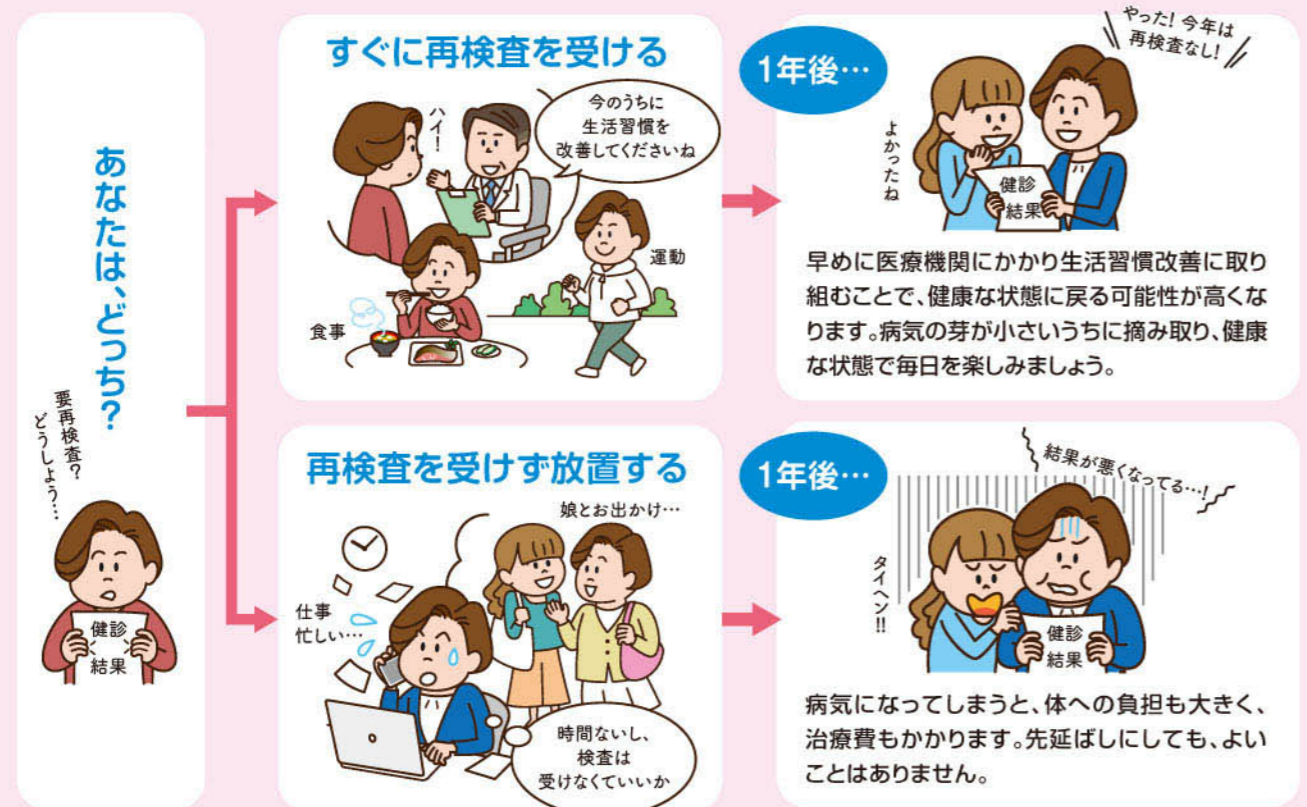 あなたは、どっち?
要再検査?
どうしよう…
健診
結果
すぐに再検査を受ける
ハイ!
今のうちに
生活習慣を
改善してくださいね
運動
食事
1年後…
やった! 今年は
再検査なし!
よかったね
健診
結果
早めに医療機関にかかり生活習慣改善に取り
組むことで、健康な状態に戻る可能性が高くな
ります。病気の芽が小さいうちに摘み取り、健康
な状態で毎日を楽しみましょう。
再検査を受けず放置する
娘とお出かけ…
仕事
忙しい…
時間ないし、
検査は
受けなくていいか
1年後…
結果が悪くなってる…!
タイヘン!!
健診
結果
病気になってしまうと、体への負担も大きく、
治療費もかかります。先延ばしにしても、よい
ことはありません。